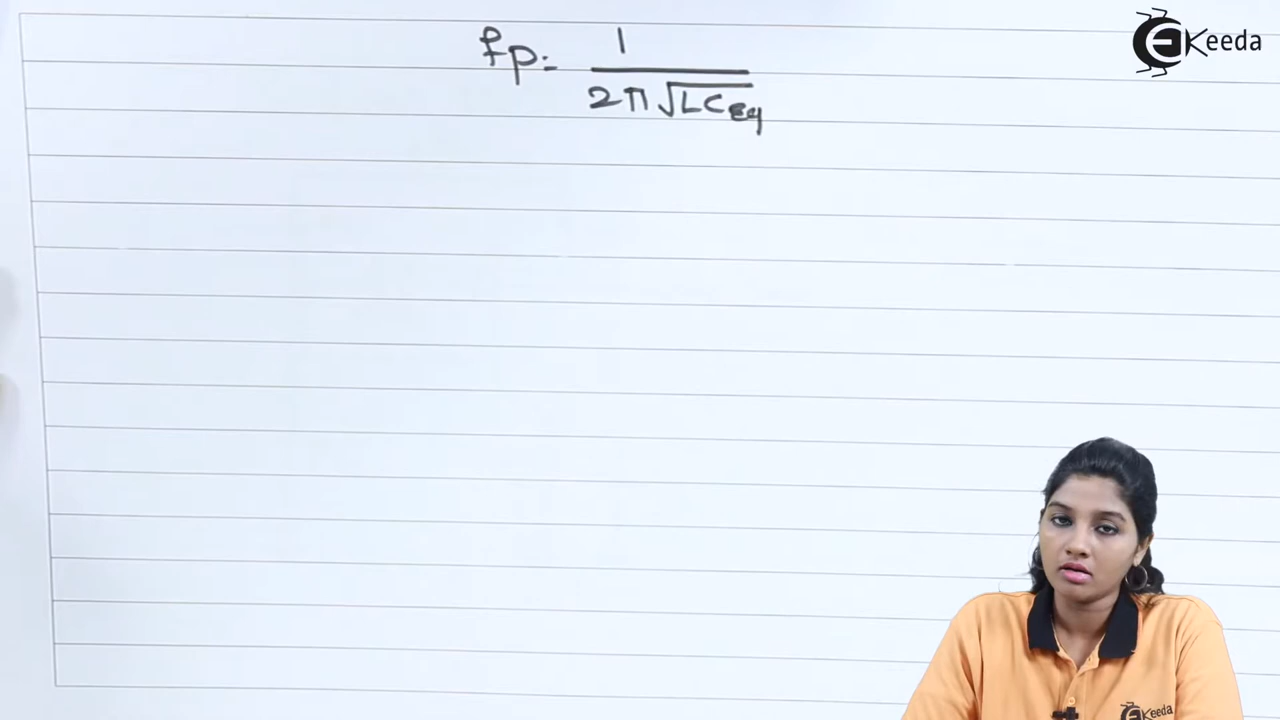 EKeeda
fp = 1
2π√LCEq
EKeeda